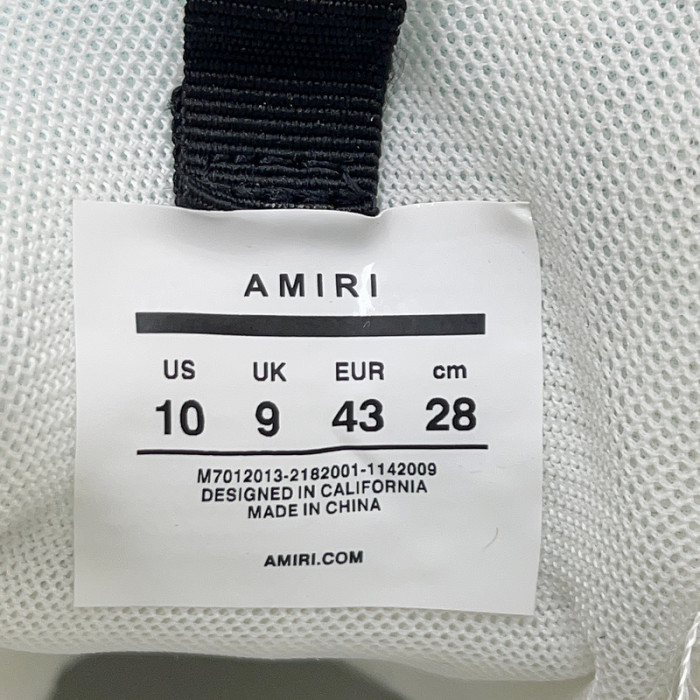 AMIRI
US UK EUR cm
10 9 43 28
M7012013-2182001-1142009
DESIGNED IN CALIFORNIA
MADE IN CHINA
AMIRI.COM